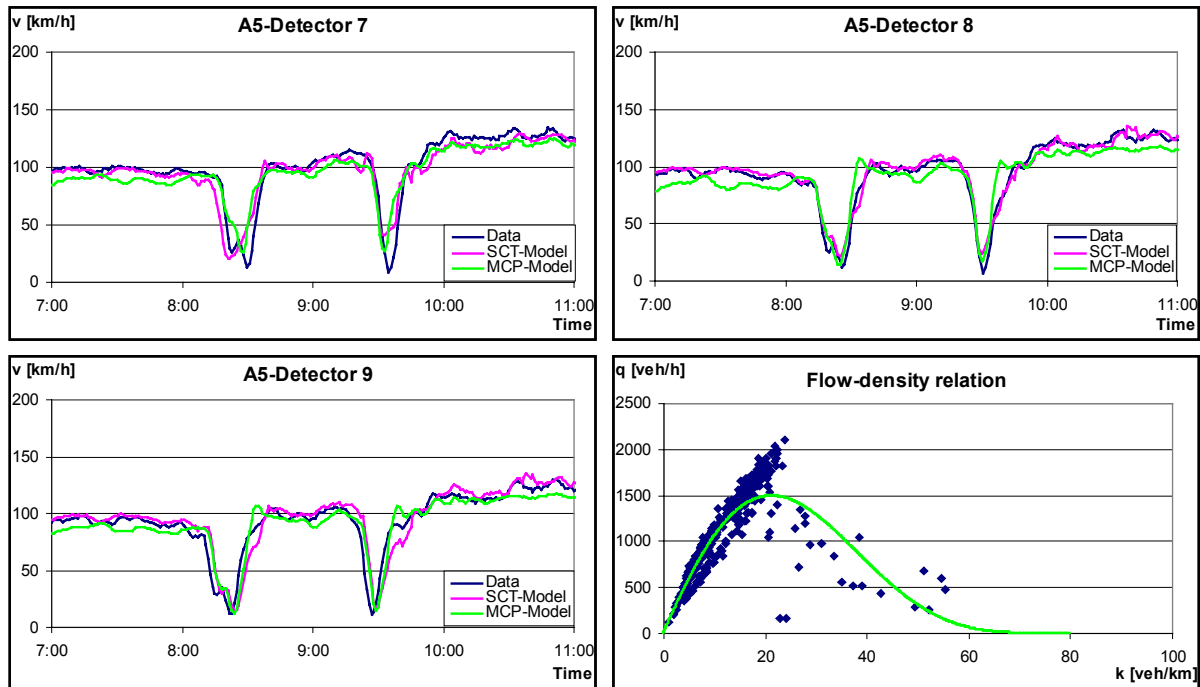 v [km/h]
A5-Detector 7
200
150
100
50
0
Data
SCT-Model
MCP-Model
7:00 8:00 9:00 10:00 11:00
Time
v [km/h]
A5-Detector 8
200
150
100
50
0
Data
SCT-Model
MCP-Model
7:00 8:00 9:00 10:00 11:00
Time
v [km/h]
A5-Detector 9
200
150
100
50
0
Data
SCT-Model
MCP-Model
7:00 8:00 9:00 10:00 11:00
Time
q [veh/h]
Flow-density relation
2500
2000
1500
1000
500
0
0 20 40 60 80 100
k [veh/km]